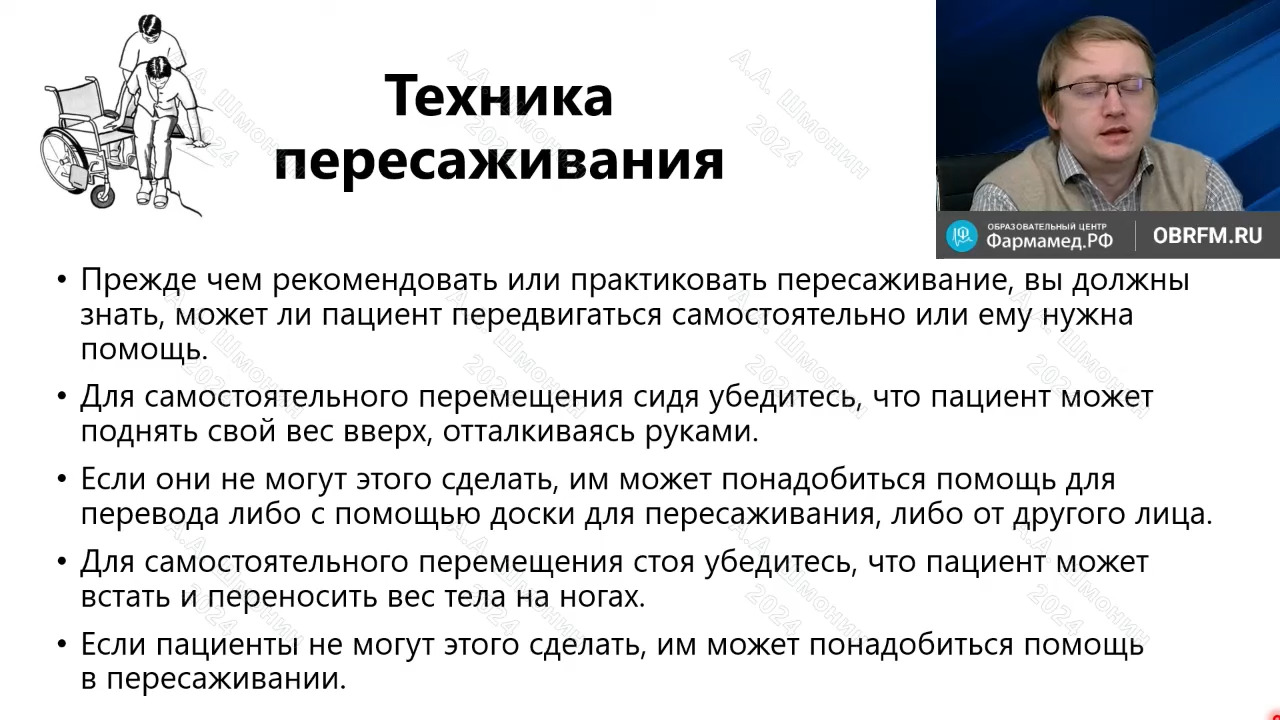 Техника
пересаживания
ОБРАЗОВАТЕЛЬНЫЙ ЦЕНТР
Фармамед.РФ
OBRFM.RU
• Прежде чем рекомендовать или практиковать пересаживание, вы должны
знать, может ли пациент передвигаться самостоятельно или ему нужна
помощь.
• Для самостоятельного перемещения сидя убедитесь, что пациент может
поднять свой вес вверх, отталкиваясь руками.
• Если они не могут этого сделать, им может понадобиться помощь для
перевода либо с помощью доски для пересаживания, либо от другого лица.
• Для самостоятельного перемещения стоя убедитесь, что пациент может
встать и переносить вес тела на ногах.
• Если пациенты не могут этого сделать, им может понадобиться помощь
в пересаживании.
А.А. Шмонин
2024